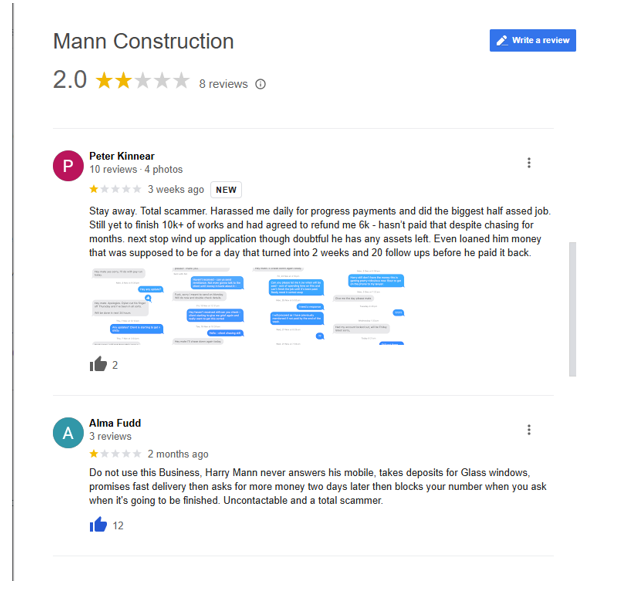 Mann Construction
Write a review
2.0 8 reviews
P
Peter Kinnear
10 reviews · 4 photos
3 weeks ago NEW
Stay away. Total scammer. Harassed me daily for progress payments and did the biggest half assed job.
Still yet to finish 10k+ of works and had agreed to refund me 6k - hasn't paid that despite chasing for
months. next stop wind up application though doubtful he has any assets left. Even loaned him money
that was supposed to be for a day that turned into 2 weeks and 20 follow ups before he paid it back.
2
A
Alma Fudd
3 reviews
2 months ago
Do not use this Business, Harry Mann never answers his mobile, takes deposits for Glass windows,
promises fast delivery then asks for more money two days later then blocks your number when you ask
when it's going to be finished. Uncontactable and a total scammer.
12